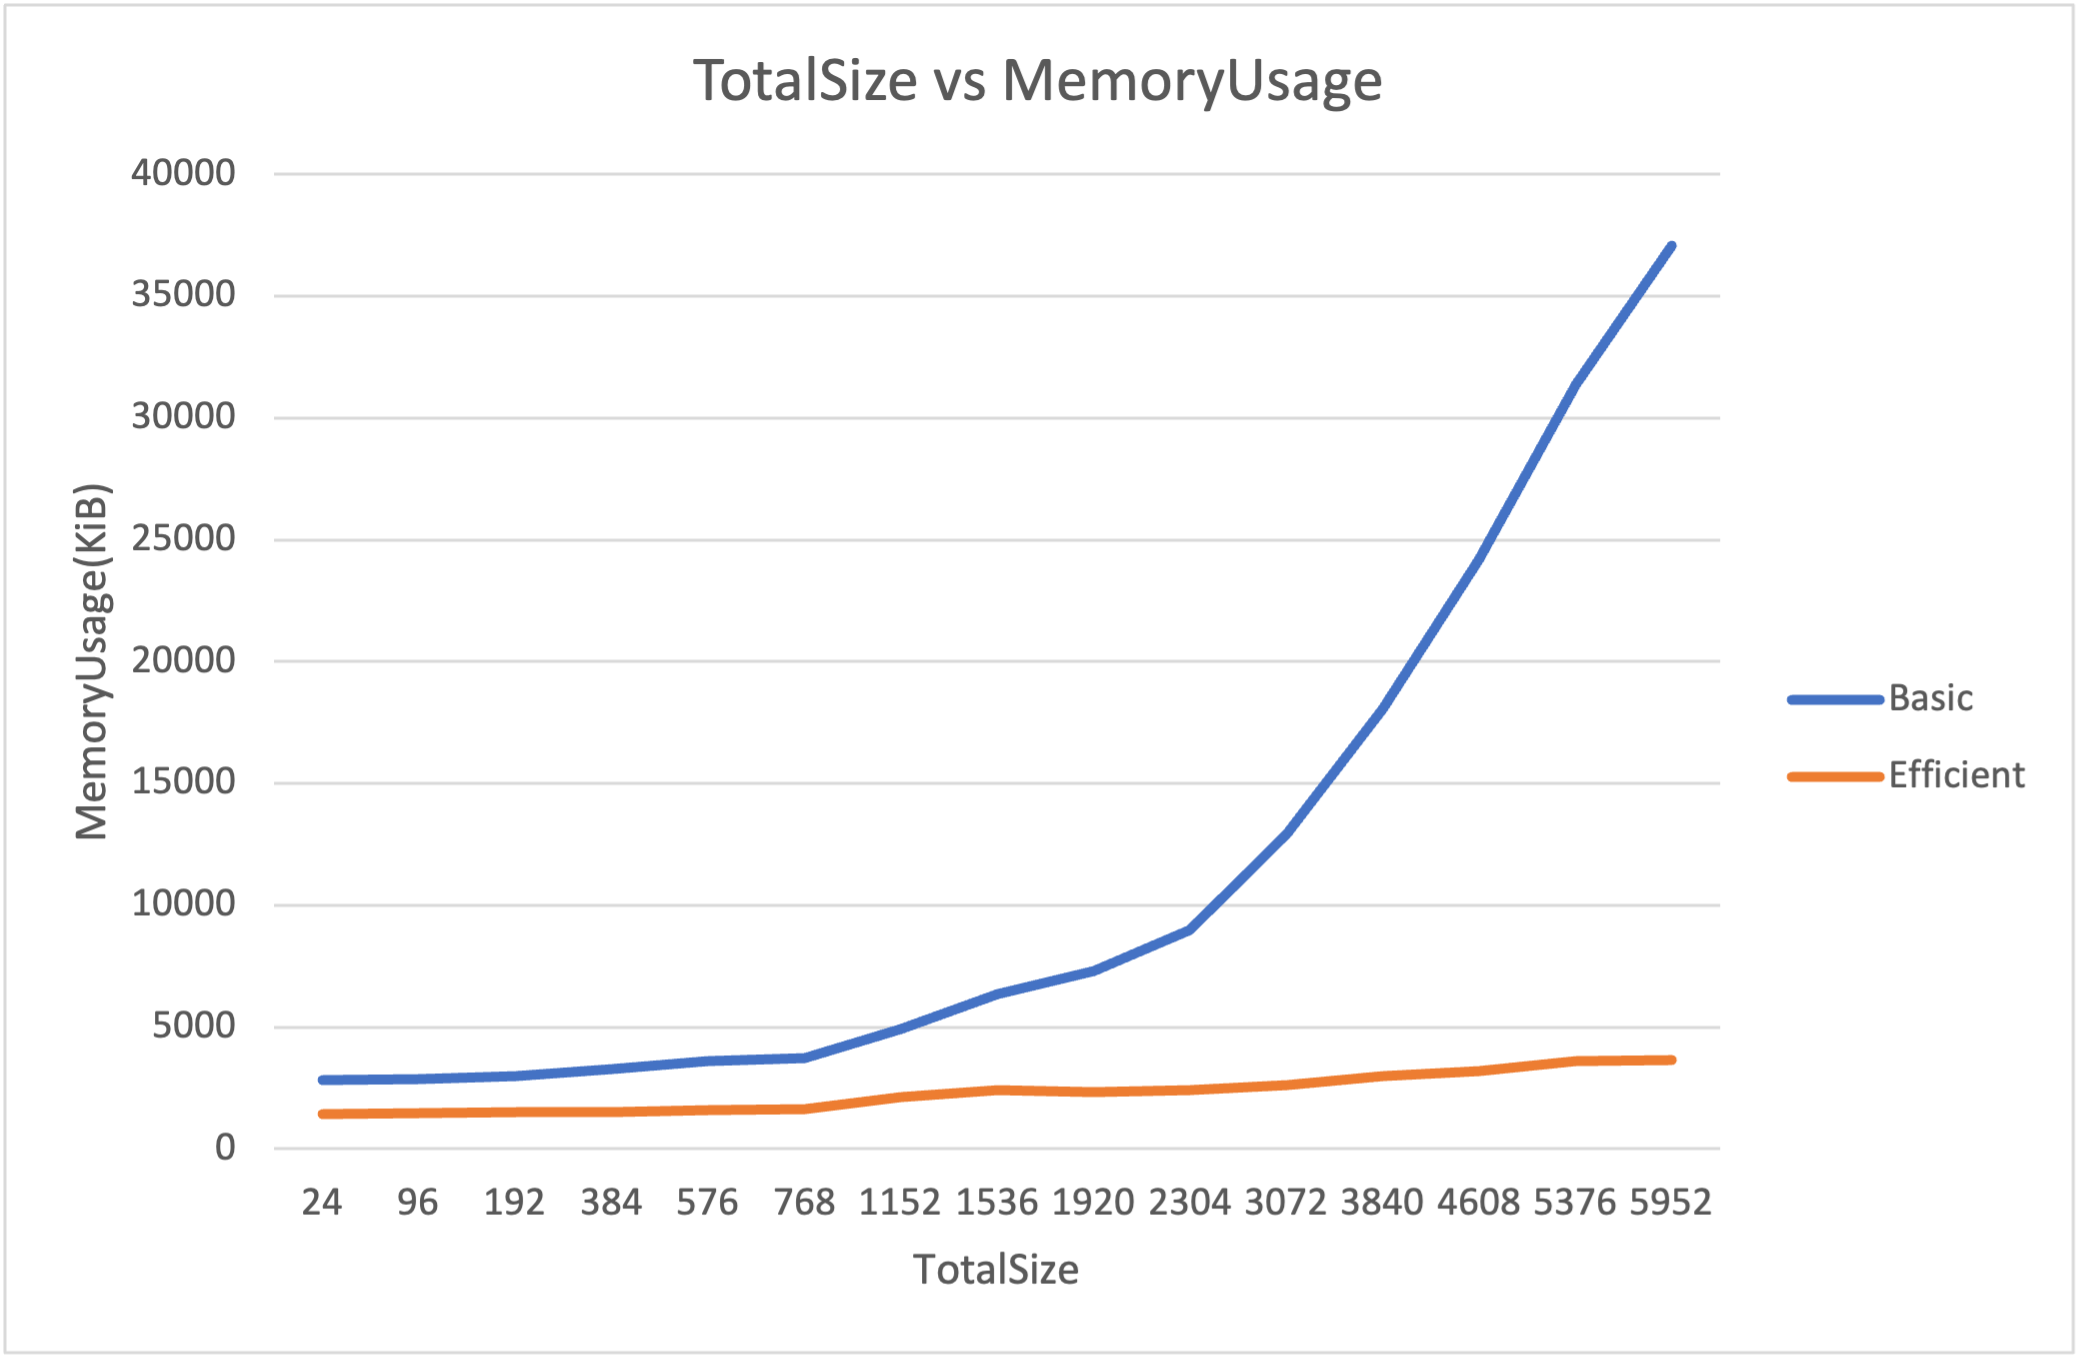 TotalSize vs MemoryUsage
40000
35000
30000
25000
20000
15000
10000
5000
0
MemoryUsage(KiB)
24 96 192 384 576 768 1152 1536 1920 2304 3072 3840 4608 5376 5952
TotalSize
Basic
Efficient